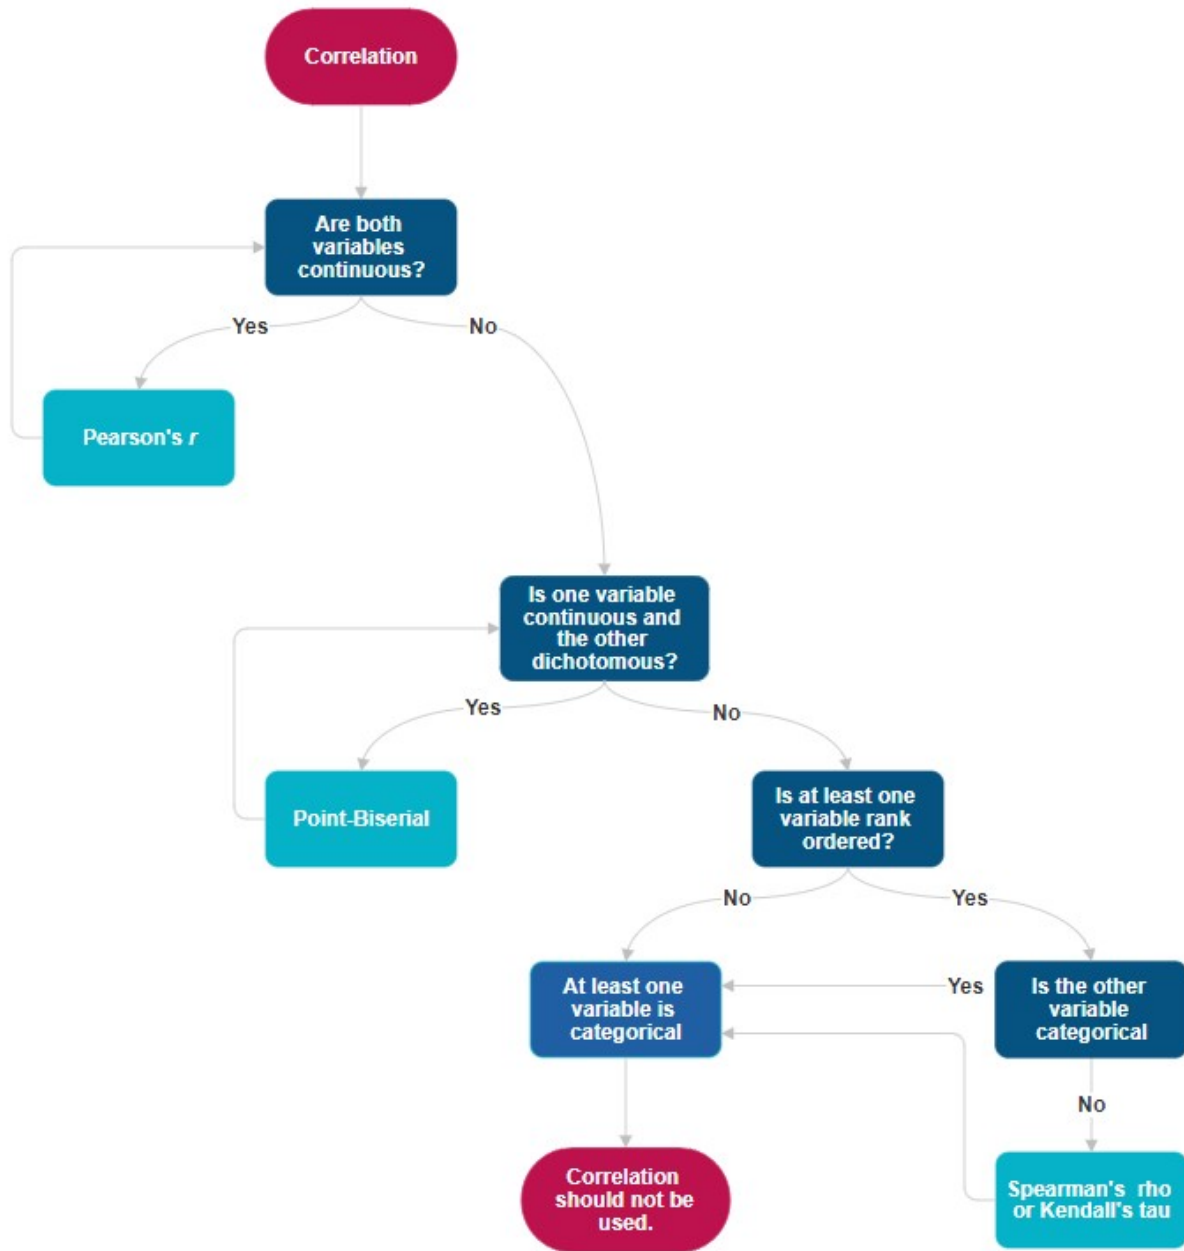 Correlation
Are both
variables
continuous?
Yes
No
Pearson's r
Is one variable
continuous and
the other
dichotomous?
Yes
No
Point-Biserial
Is at least one
variable rank
ordered?
No
Yes
At least one
variable is
categorical
Yes
Is the other
variable
categorical
No
Correlation
should not be
used.
Spearman's rho
or Kendall's tau